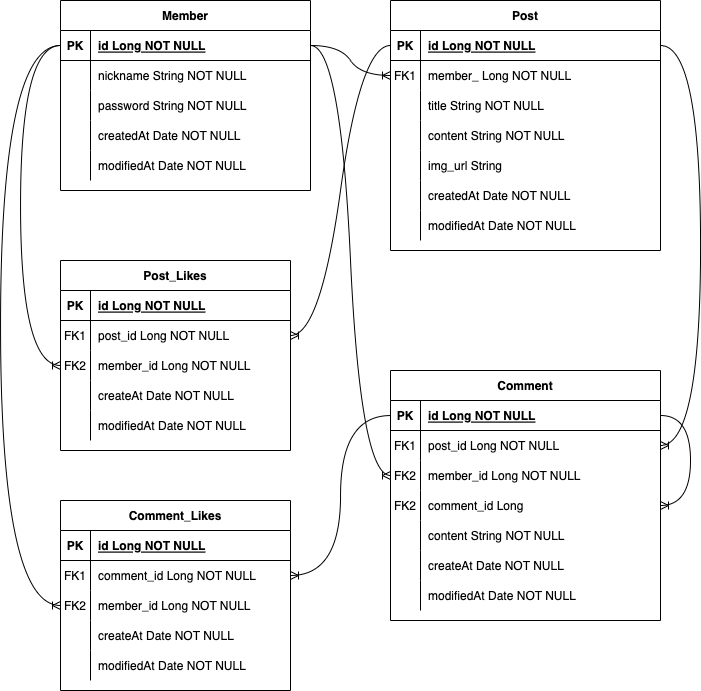 Member
PK id Long NOT NULL
nickname String NOT NULL
password String NOT NULL
createdAt Date NOT NULL
modifiedAt Date NOT NULL
Post
PK id Long NOT NULL
FK1 member_ Long NOT NULL
title String NOT NULL
content String NOT NULL
img_url String
createdAt Date NOT NULL
modifiedAt Date NOT NULL
Post_Likes
PK id Long NOT NULL
FK1 post_id Long NOT NULL
FK2 member_id Long NOT NULL
createAt Date NOT NULL
modifiedAt Date NOT NULL
Comment
PK id Long NOT NULL
FK1 post_id Long NOT NULL
FK2 member_id Long NOT NULL
FK2 comment_id Long
content String NOT NULL
createAt Date NOT NULL
modifiedAt Date NOT NULL
Comment_Likes
PK id Long NOT NULL
FK1 comment_id Long NOT NULL
FK2 member_id Long NOT NULL
createAt Date NOT NULL
modifiedAt Date NOT NULL